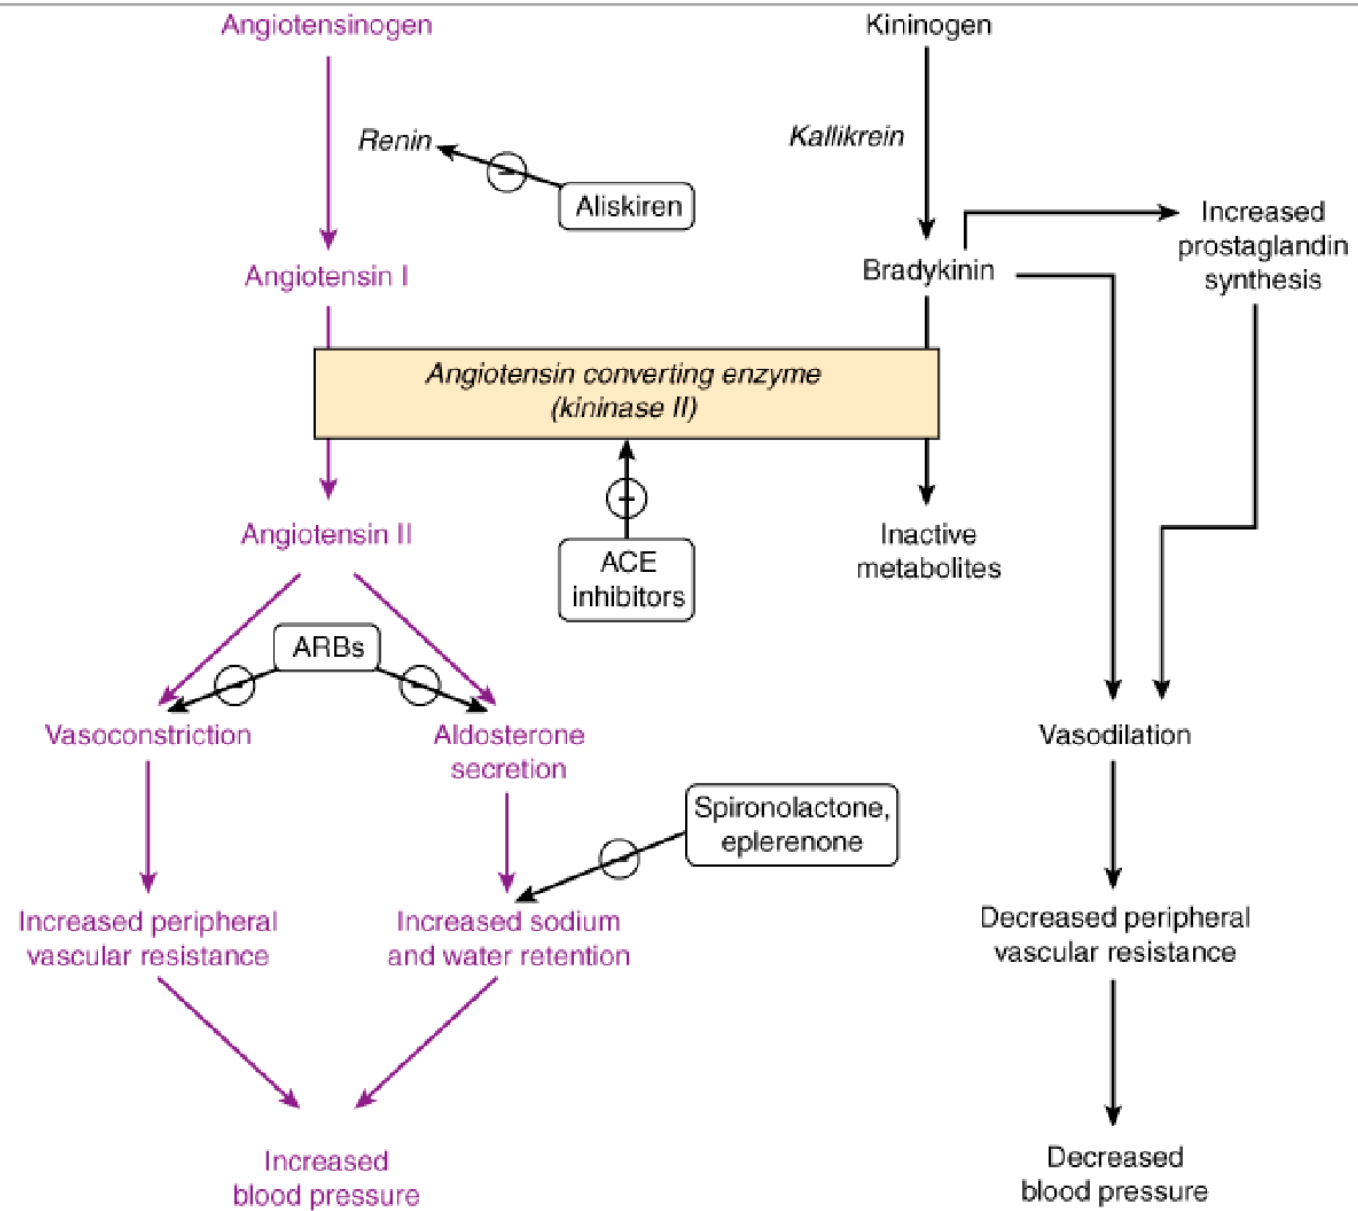 Angiotensinogen
Kininogen
Renin
Kallikrein
Aliskiren
Increased
prostaglandin
synthesis
Angiotensin I
Bradykinin
Angiotensin converting enzyme
(kininase II)
Angiotensin II
ACE
inhibitors
Inactive
metabolites
ARBs
Vasoconstriction
Aldosterone
secretion
Vasodilation
Spironolactone,
eplerenone
Increased peripheral
vascular resistance
Increased sodium
and water retention
Decreased peripheral
vascular resistance
Increased
blood pressure
Decreased
blood pressure